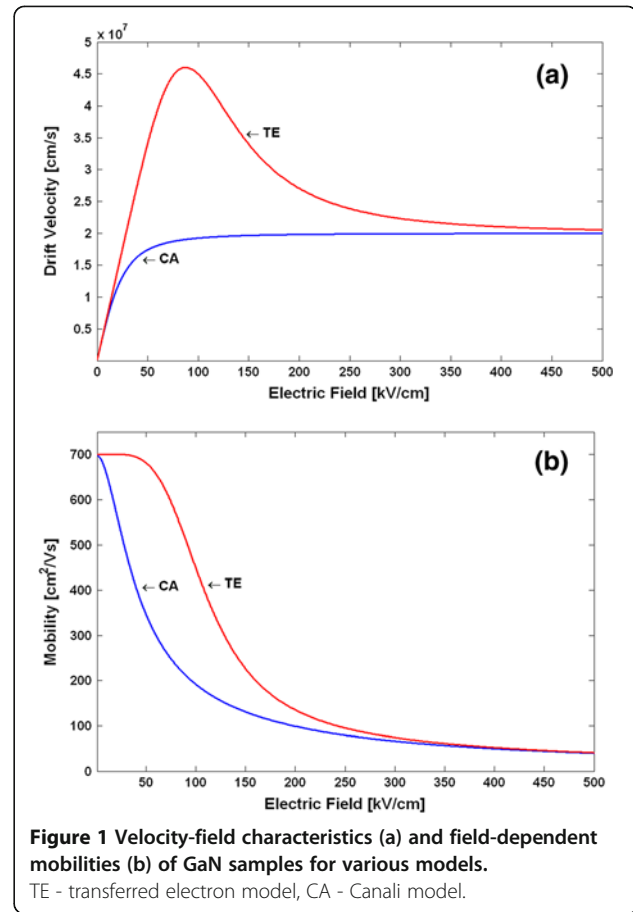 × 10⁷
5
4.5
4
3.5
3
2.5
2
1.5
1
0.5
Drift Velocity [cm/s]
(a)
← TE
← CA
0 50 100 150 200 250 300 350 400 450 500
Electric Field [kV/cm]
700
600
500
400
300
200
100
0
Mobility [cm²/Vs]
(b)
← CA
← TE
50 100 150 200 250 300 350 400 450 500
Electric Field [kV/cm]
Figure 1 Velocity-field characteristics (a) and field-dependent
mobilities (b) of GaN samples for various models.
TE - transferred electron model, CA - Canali model.